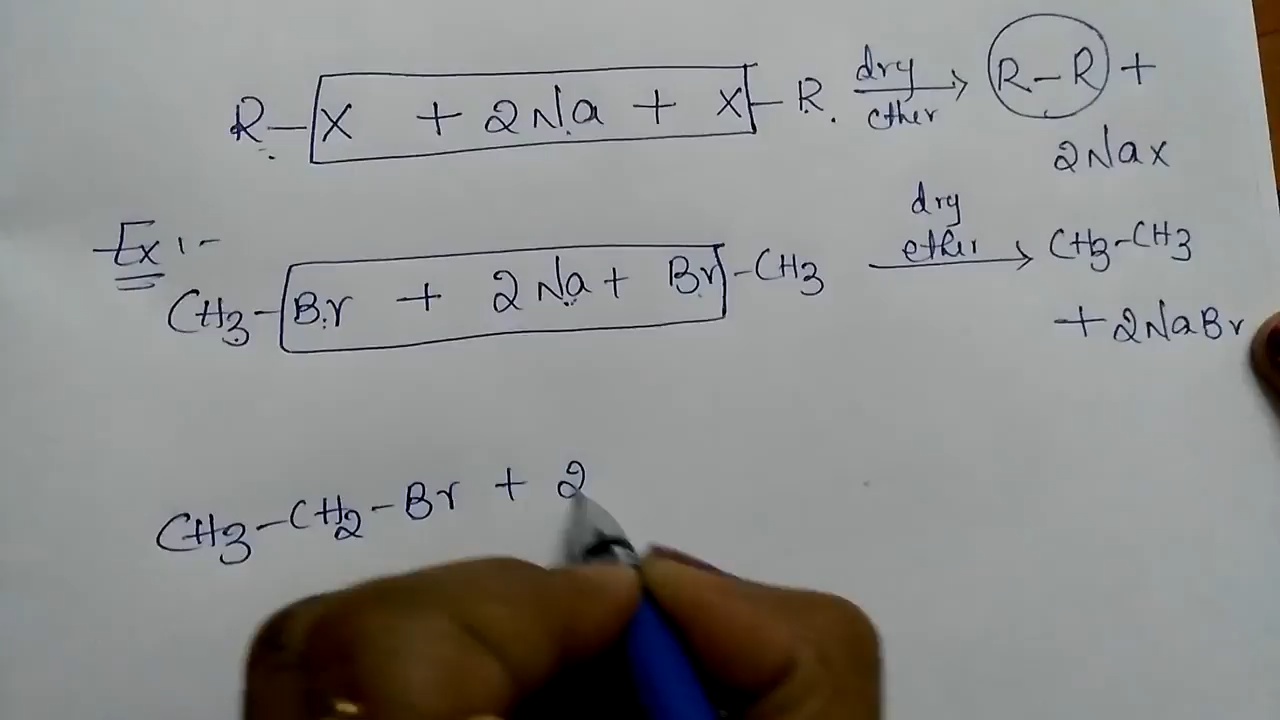 R-X + 2Na + X-R. dry ether → R-R +
2Nax
Ex:-
CH3-Br + 2Na + Br-CH3 dry ether → CH3-CH3
+2NaBr
CH3-CH2-Br + 2